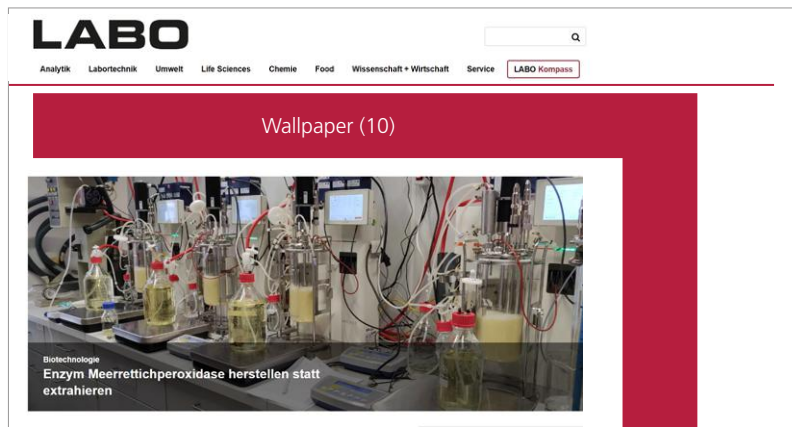 LABO
Analytik Labortechnik Umwelt Life Sciences Chemie Food Wissenschaft + Wirtschaft Service LABO Kompass
Wallpaper (10)
Biotechnologie
Enzym Meerrettichperoxidase herstellen statt
extrahieren